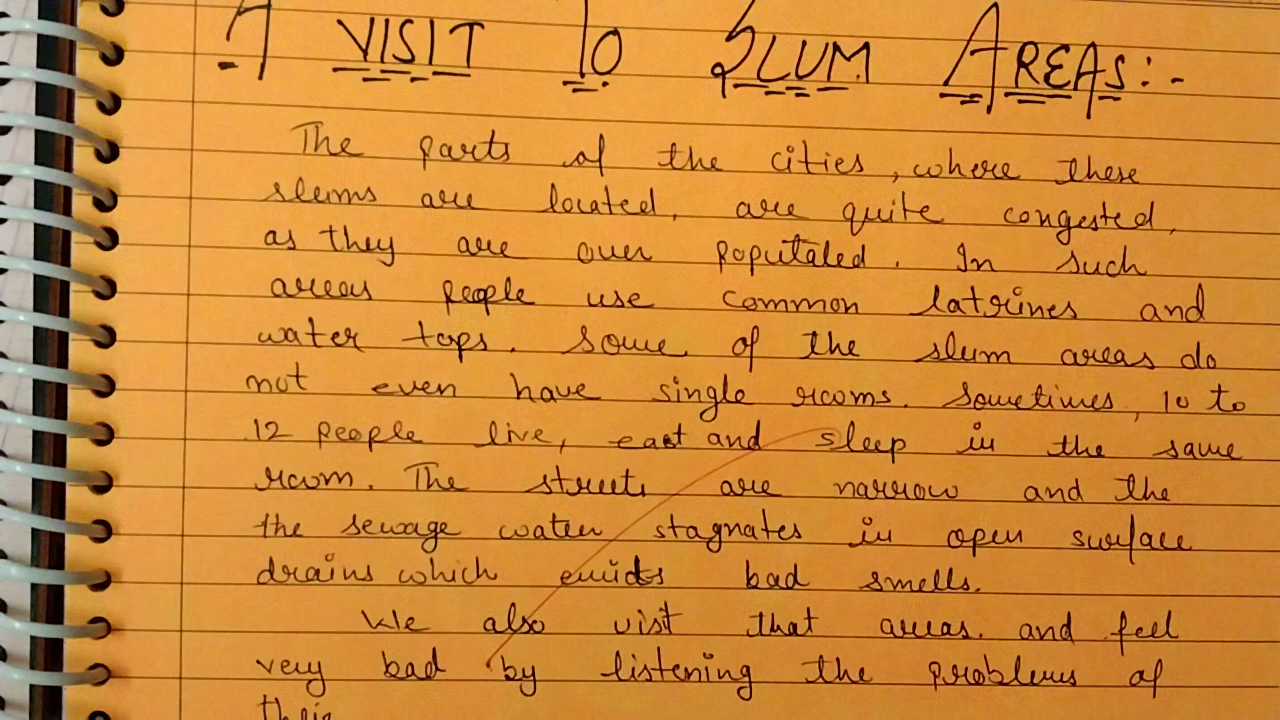 A VISIT To SLUM AREAS:-
The parts of the cities, where these
slums are located, are quite congested,
as they are over poputaled. In such
areas people use common latrines and
water taps. Some of the slum areas do
not even have single rooms. Sometimes, 10 to
12 people live, eat and sleep in the same
room. The streets are narrow and the
the sewage water stagnates in open surface
drains which emids bad smells.
We also vist that areas. and feel
very bad by listening the problems of
their